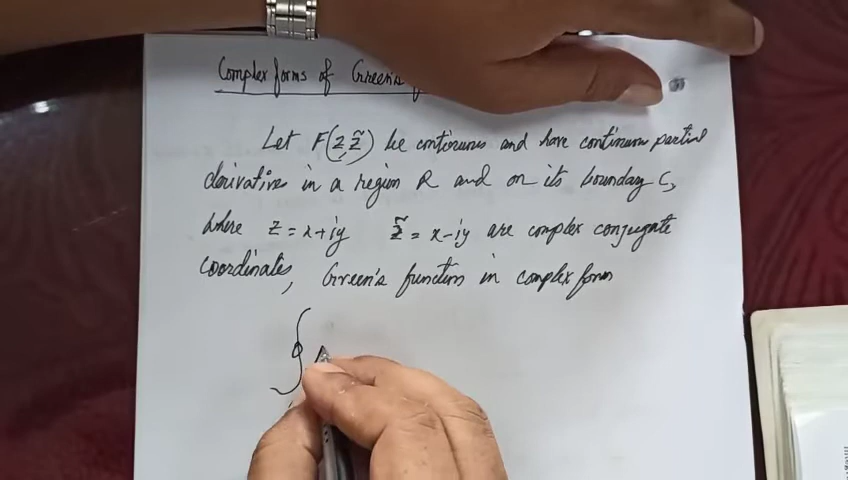 Complex forms of Green's
Let F(z, z̃) be continuous and have continuous partial
derivatives in a region R and on its boundary C,
where z = x+iy z̃ = x-iy are complex conjugate
coordinates, Green's function in complex form
∮